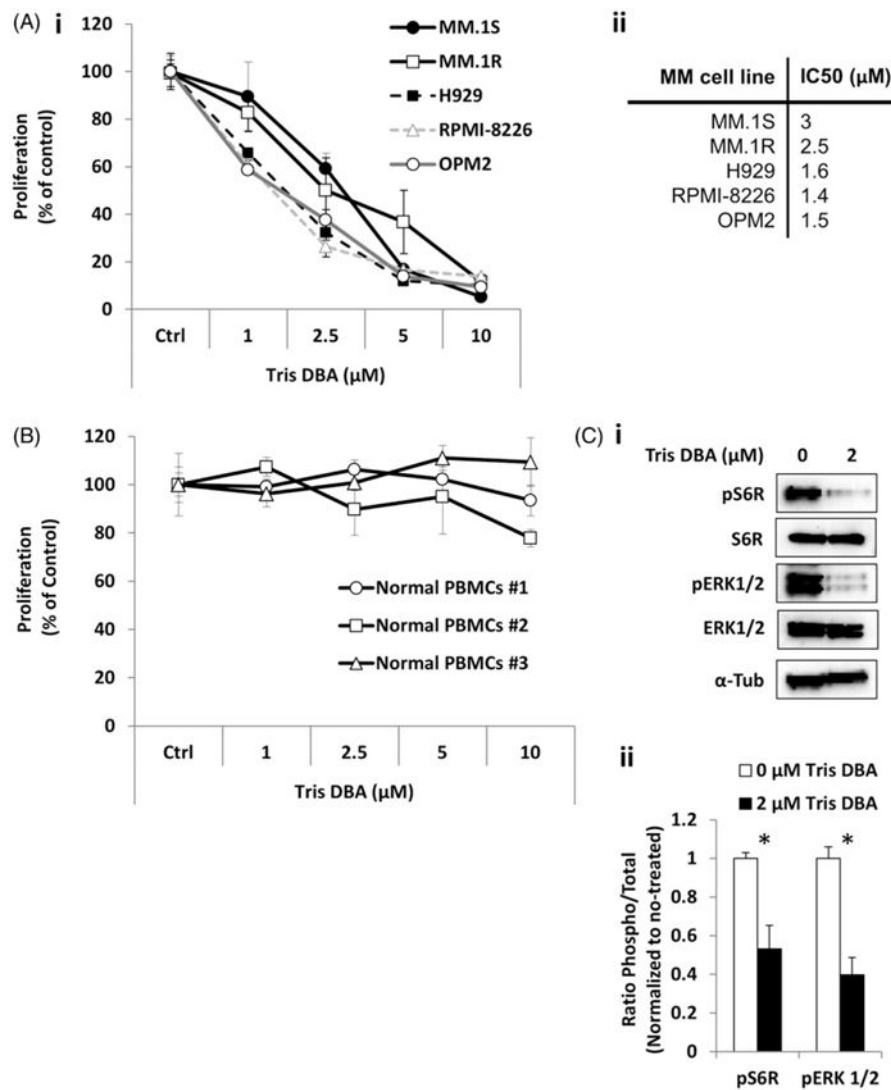 (A) i
120
100
80
60
40
20
0
Proliferation
(% of control)
MM.1S
MM.1R
H929
RPMI-8226
OPM2
Ctrl 1 2.5 5 10
Tris DBA (µM)
ii
MM cell line IC50 (µM)
MM.1S 3
MM.1R 2.5
H929 1.6
RPMI-8226 1.4
OPM2 1.5
(B)
120
100
80
60
40
20
0
Proliferation
(% of Control)
Normal PBMCs #1
Normal PBMCs #2
Normal PBMCs #3
Ctrl 1 2.5 5 10
Tris DBA (µM)
(C) i
Tris DBA (µM) 0 2
pS6R
S6R
pERK1/2
ERK1/2
α-Tub
ii
0 µM Tris DBA
2 µM Tris DBA
1.2
1
0.8
0.6
0.4
0.2
0
Ratio Phospho/Total
(Normalized to no-treated)
* *
pS6R pERK 1/2